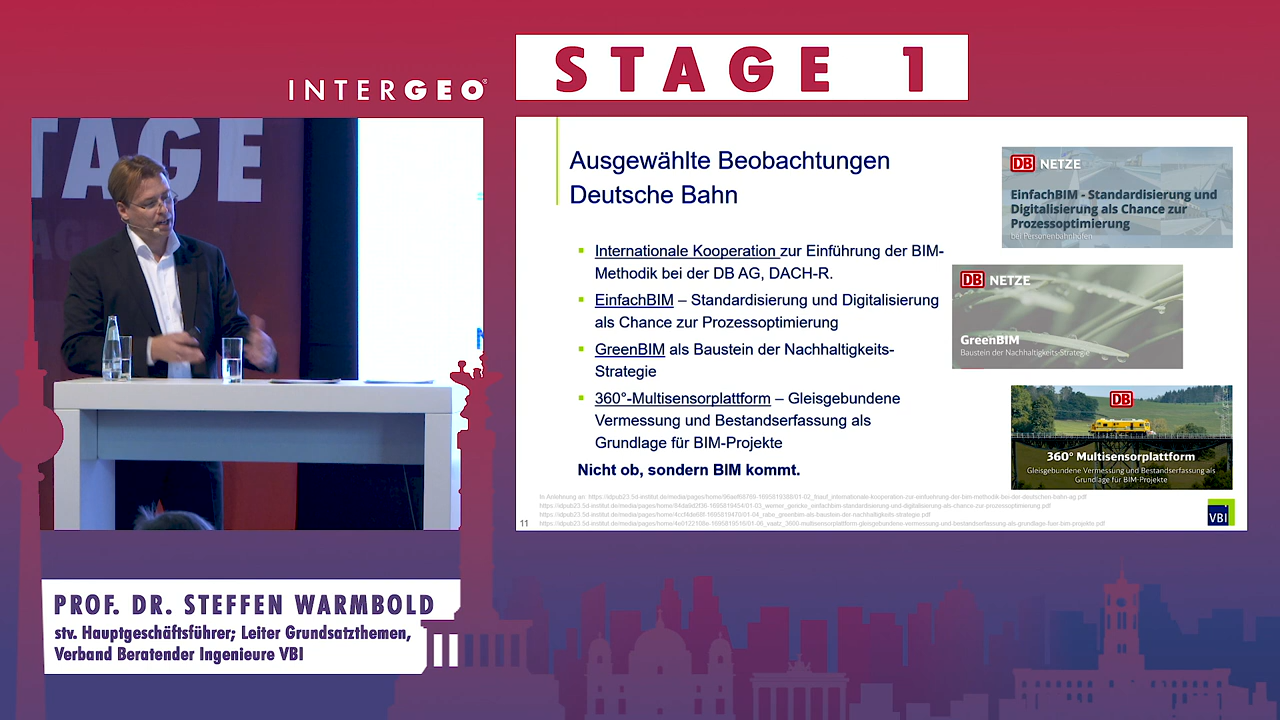 STAGE 1
INTERGEO
TAGE
Ausgewählte Beobachtungen
Deutsche Bahn
Internationale Kooperation zur Einführung der BIM-
Methodik bei der DB AG, DACH-R.
EinfachBIM – Standardisierung und Digitalisierung
als Chance zur Prozessoptimierung
GreenBIM als Baustein der Nachhaltigkeits-
Strategie
360°-Multisensorplattform – Gleisgebundene
Vermessung und Bestandserfassung als
Grundlage für BIM-Projekte
Nicht ob, sondern BIM kommt.
DB NETZE
EinfachBIM - Standardisierung und
Digitalisierung als Chance zur
Prozessoptimierung
bei Personenbahnhöfen
DB NETZE
GreenBIM
Baustein der Nachhaltigkeits-Strategie
DB
360° Multisensorplattform
Gleisgebundene Vermessung und Bestandserfassung als
Grundlage für BIM-Projekte
In Anlehnung an:
11
VBI
PROF. DR. STEFFEN WARMBOLD
stv. Hauptgeschäftsführer; Leiter Grundsatzthemen,
Verband Beratender Ingenieure VBI